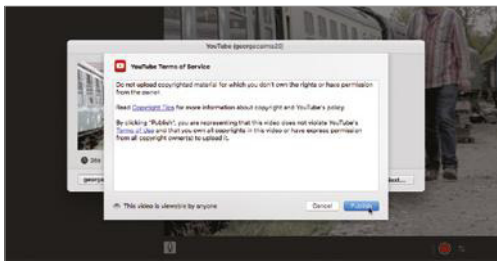 YouTube Terms of Service
Do not upload copyrighted material for which you don't own the rights or have permission
from the owner.
Read Copyright Tips for more information about copyright and YouTube's policy.
By clicking "Publish", you are representing that this video does not violate YouTube's
Terms of Use and that you own all copyrights in this video or have express permission
from all copyright owner(s) to upload it.
This video is viewable by anyone
Cancel
Publish